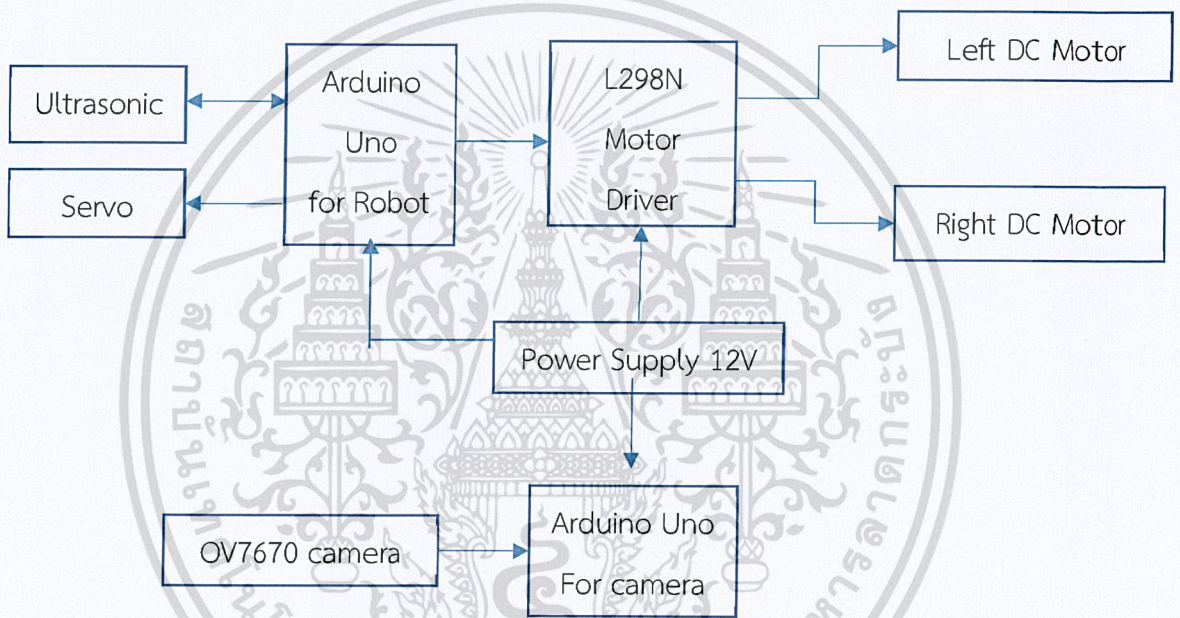 Ultrasonic
Servo
Arduino
Uno
for Robot
L298N
Motor
Driver
Left DC Motor
Right DC Motor
Power Supply 12V
OV7670 camera
Arduino Uno
For camera